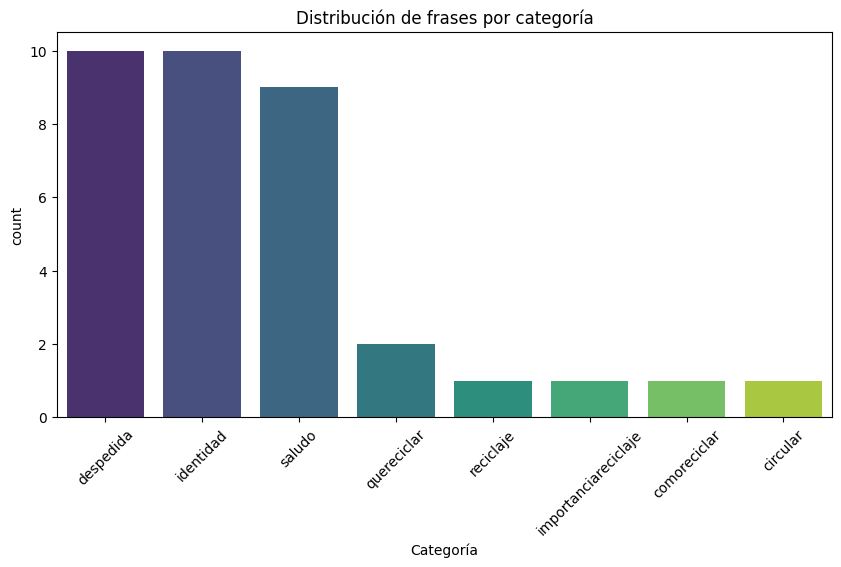 Distribución de frases por categoría
10
8
6
4
2
0
count
despedida
identidad
saludo
quereciclar
reciclaje
importanciareciclaje
comoreciclar
circular
Categoría